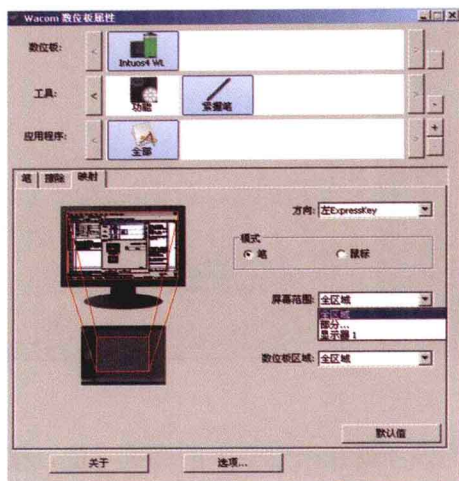 Wacom 数位板属性
数位板:
Intuos4 WL
工具:
功能
紧握笔
应用程序:
全部
笔 擦除 映射
方向: 左ExpressKey
模式
笔 鼠标
屏幕范围: 全区域
全区域
部分...
显示器 1
数位板区域: 全区域
默认值
关于 选项...